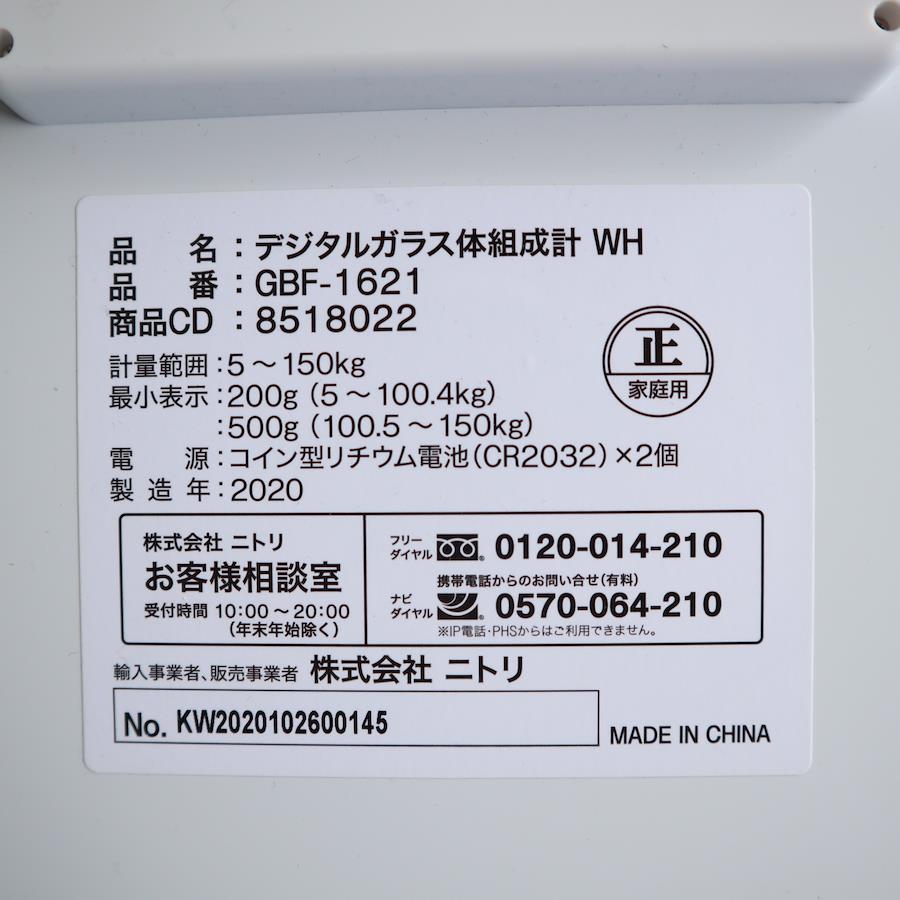 品 名：デジタルガラス体組成計 WH
品 番：GBF-1621
商品CD：8518022
計量範囲：5～150kg
最小表示：200g（5～100.4kg）
：500g（100.5～150kg）
電 源：コイン型リチウム電池（CR2032）×2個
製 造 年：2020
正
家庭用
株式会社 ニトリ
お客様相談室
受付時間 10:00～20:00
（年末年始除く）
フリー
ダイヤル 0120-014-210
携帯電話からのお問い合せ（有料）
ナビ
ダイヤル 0570-064-210
※IP電話・PHSからはご利用できません。
輸入事業者、販売事業者 株式会社 ニトリ
No. KW2020102600145
MADE IN CHINA